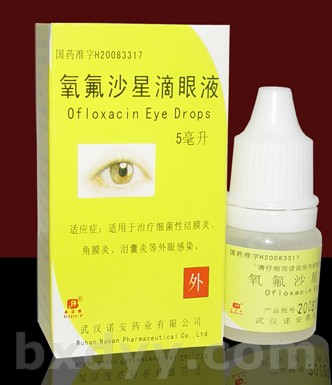 国药准字H20083317
氧氟沙星滴眼液
Ofloxacin Eye Drops
5毫升
适应症：适用于治疗细菌性结膜炎、
角膜炎、泪囊炎等外眼感染。
外
武汉诺安药业有限公司
Wuhan Nuoan Pharmaceutical Co.,Ltd
国药准字H20083317
氧氟沙星
Ofloxacin Eye
产品批号
武汉诺安药业